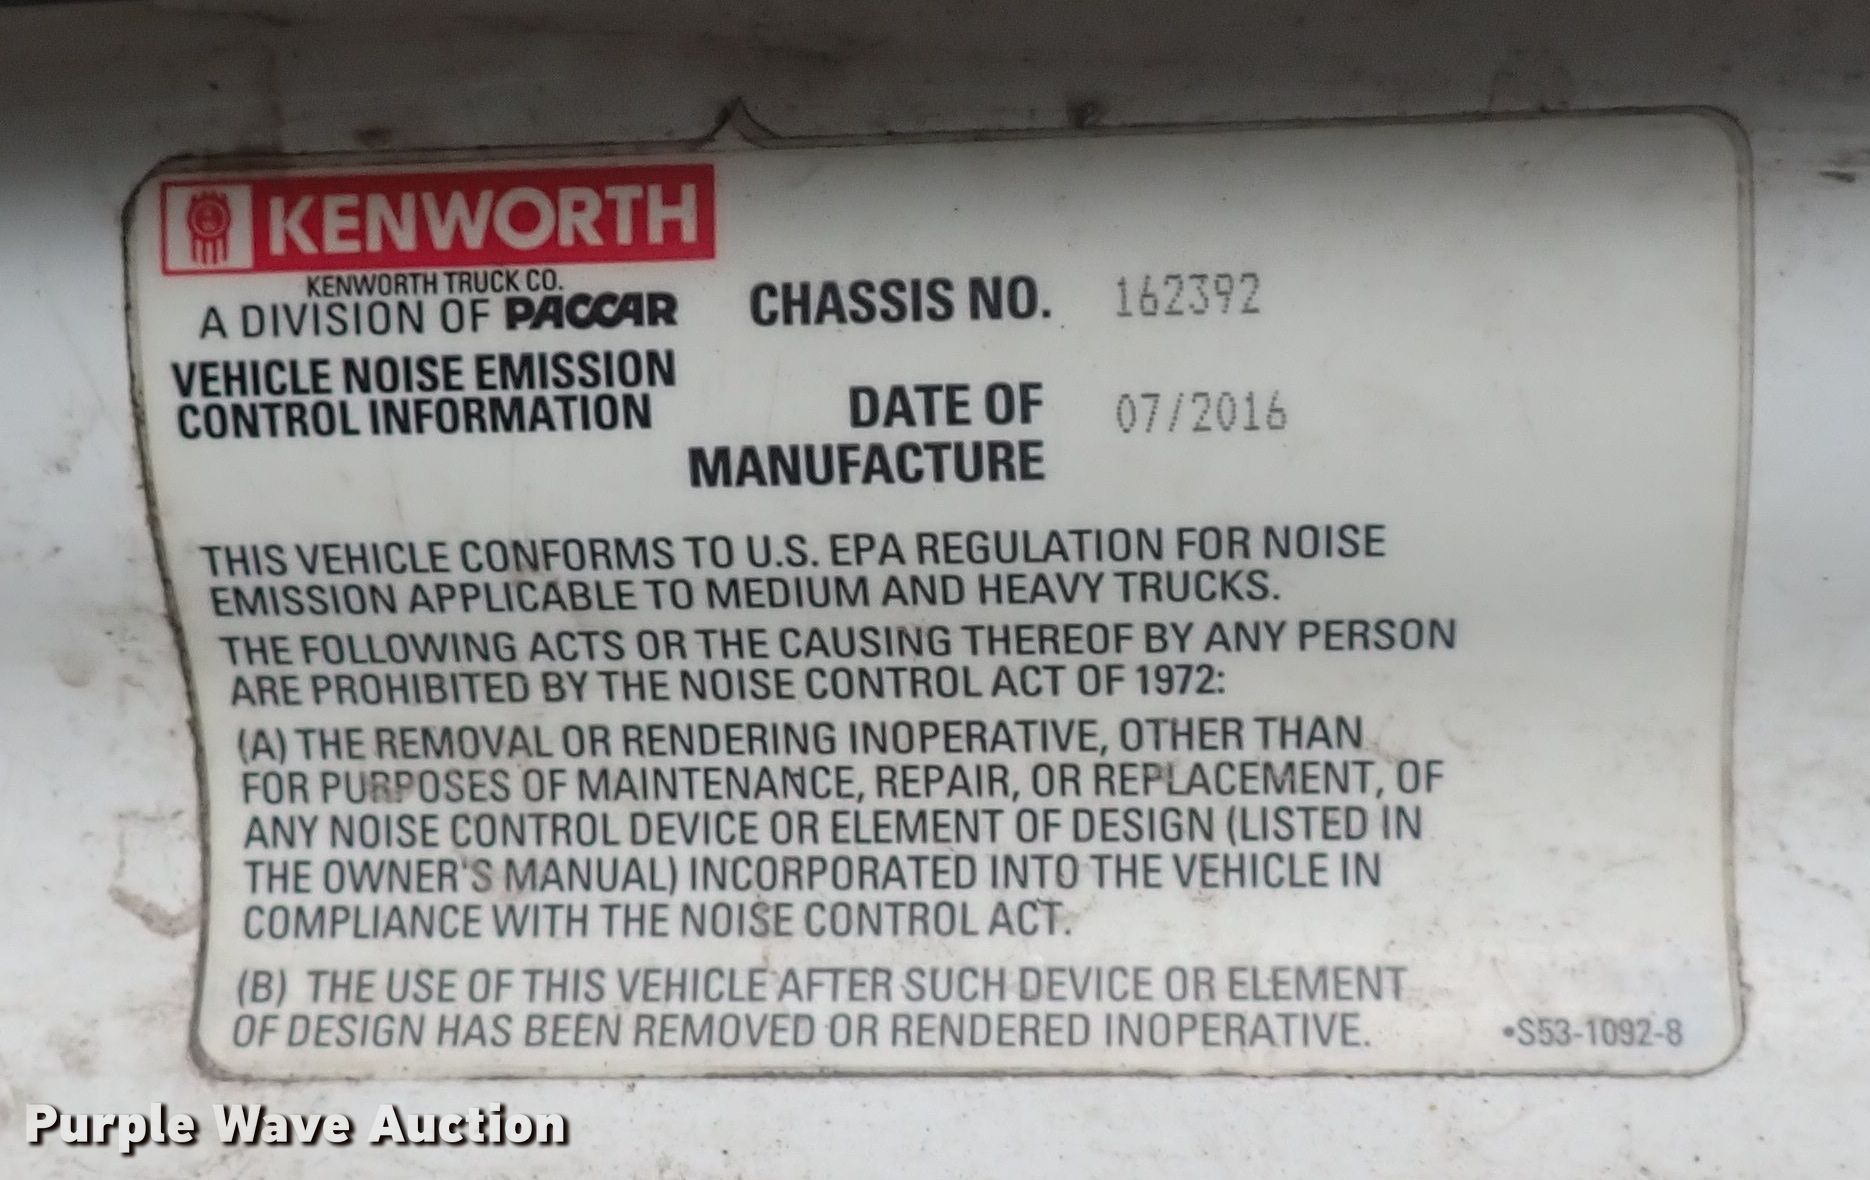 KENWORTH
KENWORTH TRUCK CO.
A DIVISION OF PACCAR
VEHICLE NOISE EMISSION
CONTROL INFORMATION
CHASSIS NO. 162392
DATE OF 07/2016
MANUFACTURE
THIS VEHICLE CONFORMS TO U.S. EPA REGULATION FOR NOISE
EMISSION APPLICABLE TO MEDIUM AND HEAVY TRUCKS.
THE FOLLOWING ACTS OR THE CAUSING THEREOF BY ANY PERSON
ARE PROHIBITED BY THE NOISE CONTROL ACT OF 1972:
(A) THE REMOVAL OR RENDERING INOPERATIVE, OTHER THAN
FOR PURPOSES OF MAINTENANCE, REPAIR, OR REPLACEMENT, OF
ANY NOISE CONTROL DEVICE OR ELEMENT OF DESIGN (LISTED IN
THE OWNER'S MANUAL) INCORPORATED INTO THE VEHICLE IN
COMPLIANCE WITH THE NOISE CONTROL ACT.
(B) THE USE OF THIS VEHICLE AFTER SUCH DEVICE OR ELEMENT
OF DESIGN HAS BEEN REMOVED OR RENDERED INOPERATIVE.
•S53-1092-8
Purple Wave Auction